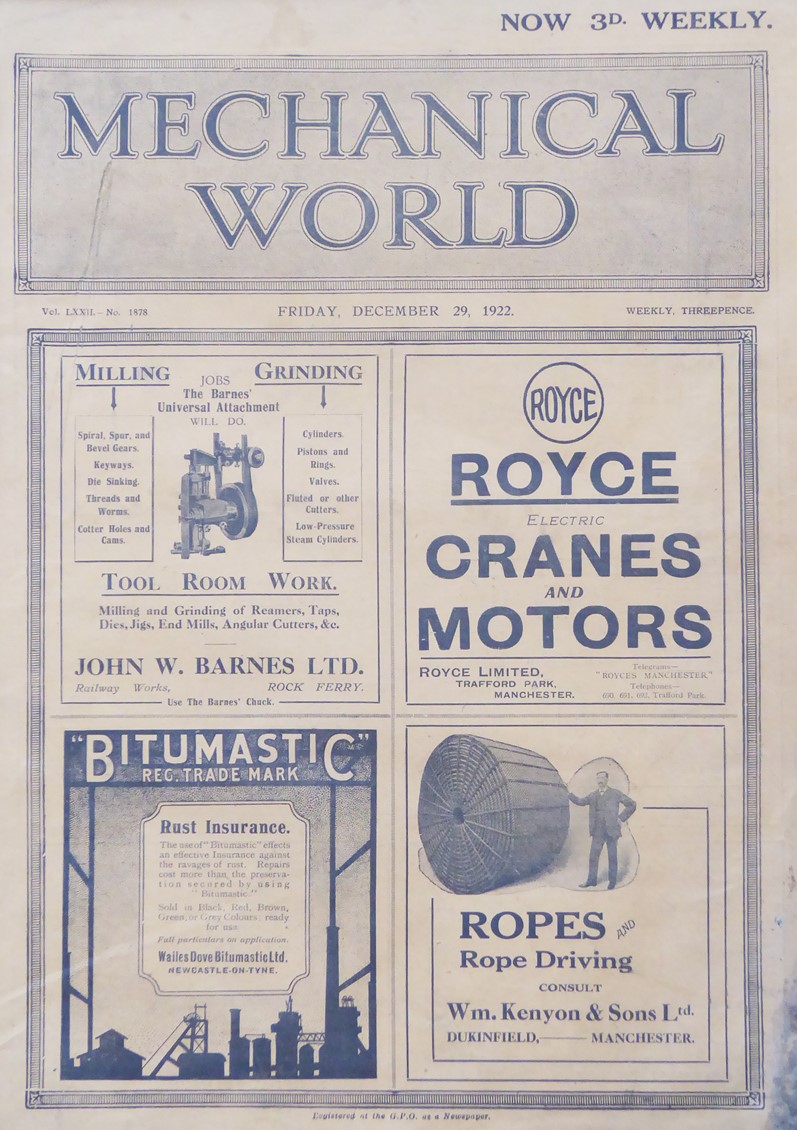 NOW 3D. WEEKLY.
MECHANICAL
WORLD
Vol. LXXII.- No. 1878
FRIDAY, DECEMBER 29, 1922.
WEEKLY, THREEPENCE.
MILLING
JOBS
GRINDING
The Barnes'
Universal Attachment
WILL DO.
Spiral, Spur, and
Bevel Gears.
Keyways.
Die Sinking.
Threads and
Worms.
Cutter Holes and
Cams.
Cylinders.
Pistons and
Rings.
Valves.
Fluted or other
Cutters.
Low-Pressure
Steam Cylinders.
TOOL ROOM WORK.
Milling and Grinding of Reamers, Taps,
Dies, Jigs, End Mills, Angular Cutters, &c.
JOHN W. BARNES LTD.
Railway Works, ROCK FERRY.
Use The Barnes' Chuck.
ROYCE
ROYCE
ELECTRIC
CRANES
AND
MOTORS
ROYCE LIMITED,
TRAFFORD PARK,
MANCHESTER.
Telegrams—
"ROYCES MANCHESTER."
Telephones—
690, 691, 692, Trafford Park.
"BITUMASTIC"
REG. TRADE MARK
Rust Insurance.
The use of "Bitumastic" effects
an effective Insurance against
the ravages of rust. Repairs
cost more than the preserva-
tion secured by using
"Bitumastic."
Sold in Black, Red, Brown,
Green, or Grey Colours; ready
for use
Full particulars on application.
Wailes Dove Bitumastic Ltd.
NEWCASTLE-ON-TYNE.
ROPES AND
Rope Driving
CONSULT
Wm. Kenyon & Sons Ltd.
DUKINFIELD,—— MANCHESTER.
Registered at the G.P.O. as a Newspaper.